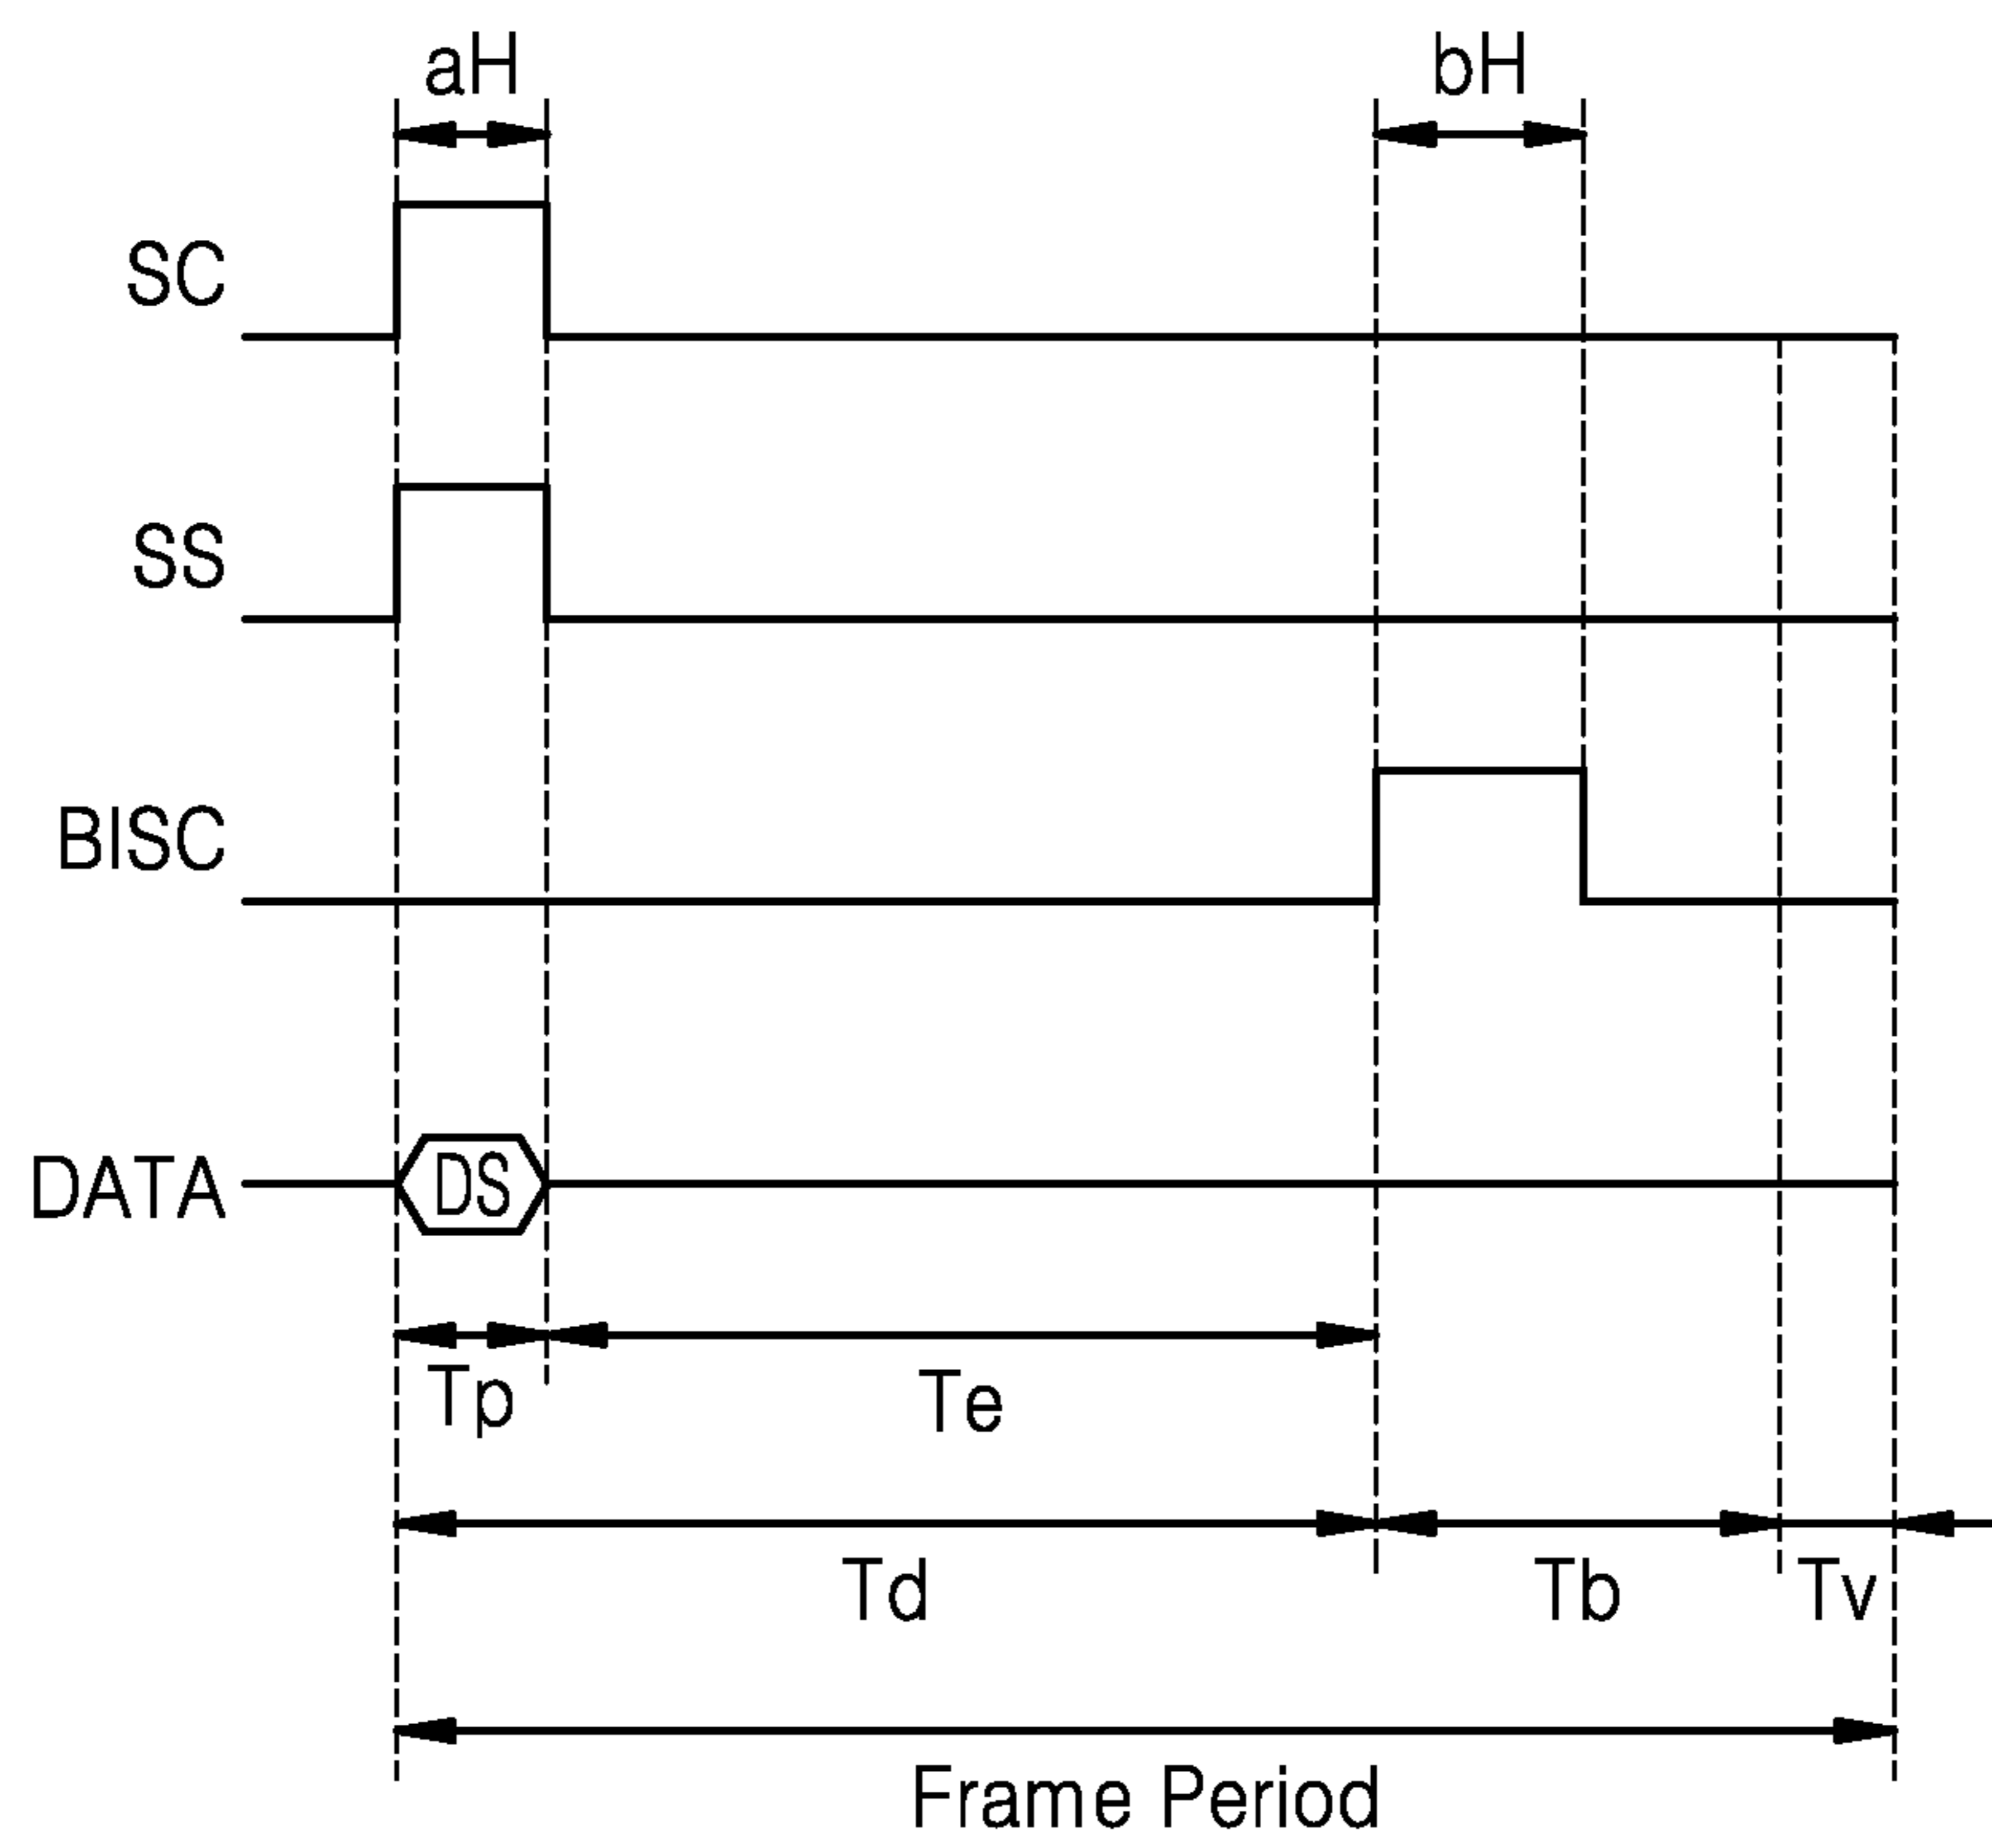 aH
bH
SC
SS
BISC
DATA
DS
Tp
Te
Td
Tb
Tv
Frame Period